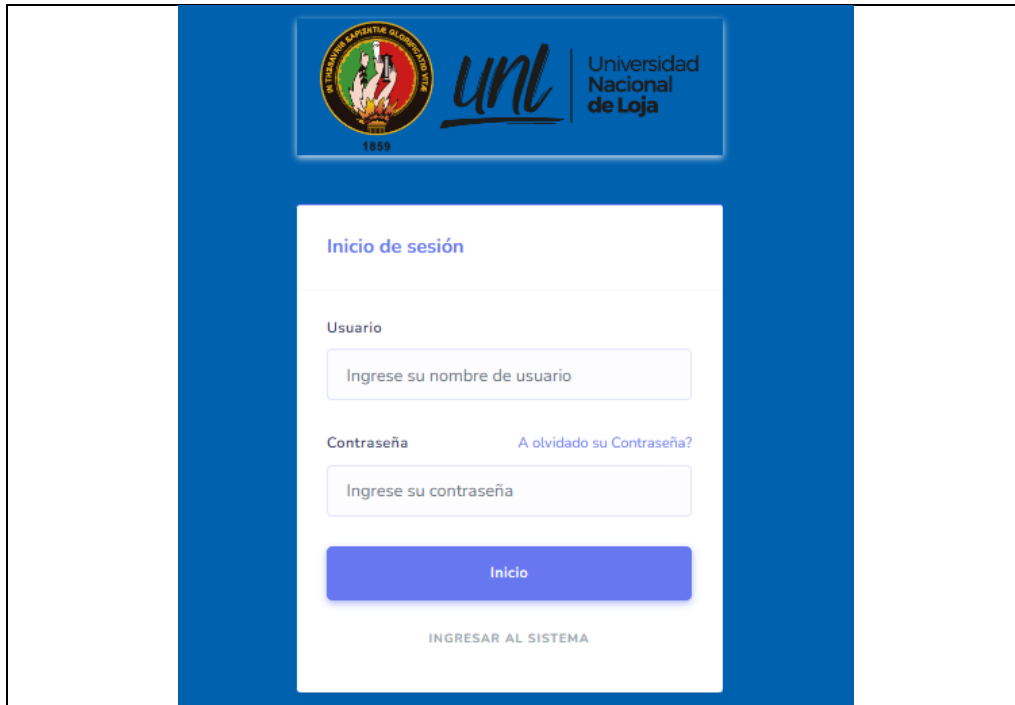 IN THESAVRIS SAPIENTIÆ GLORIFICATIO VITÆ
1859
unl
Universidad
Nacional
de Loja
Inicio de sesión
Usuario
Ingrese su nombre de usuario
Contraseña
A olvidado su Contraseña?
Ingrese su contraseña
Inicio
INGRESAR AL SISTEMA